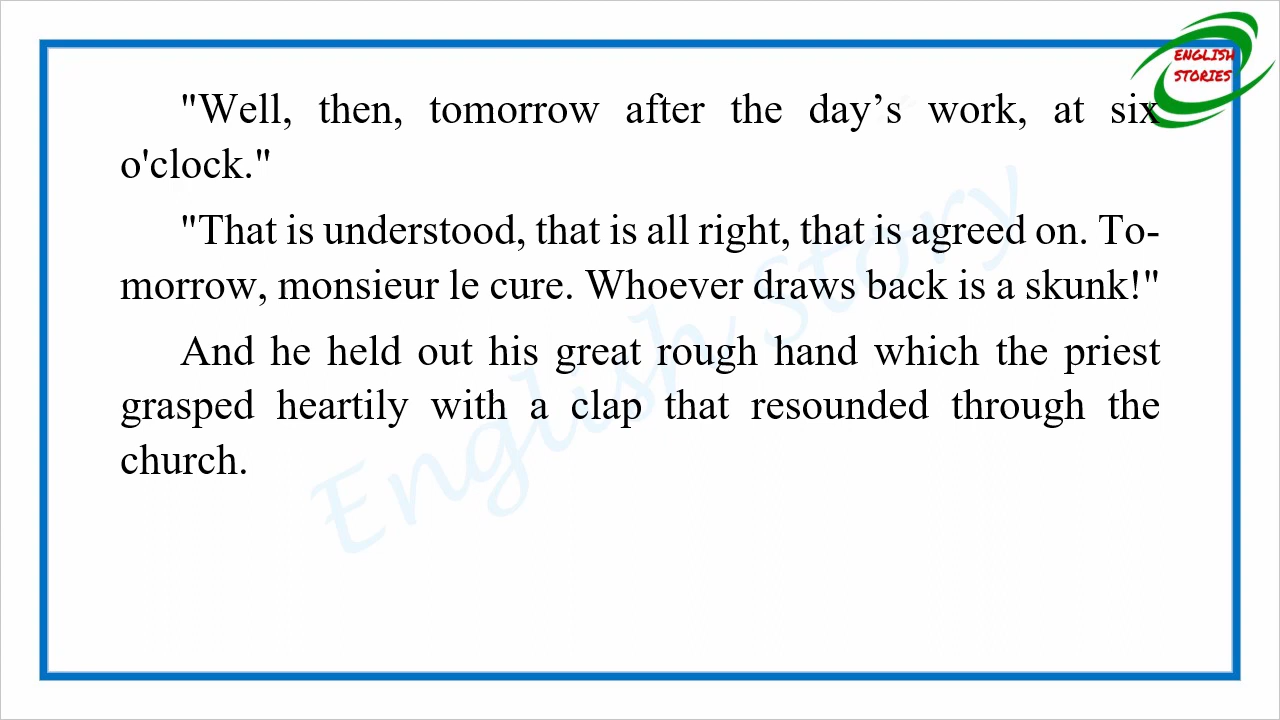 ENGLISH
STORIES
"Well, then, tomorrow after the day’s work, at six
o'clock."
"That is understood, that is all right, that is agreed on. To-
morrow, monsieur le cure. Whoever draws back is a skunk!"
And he held out his great rough hand which the priest
grasped heartily with a clap that resounded through the
church.
English Story